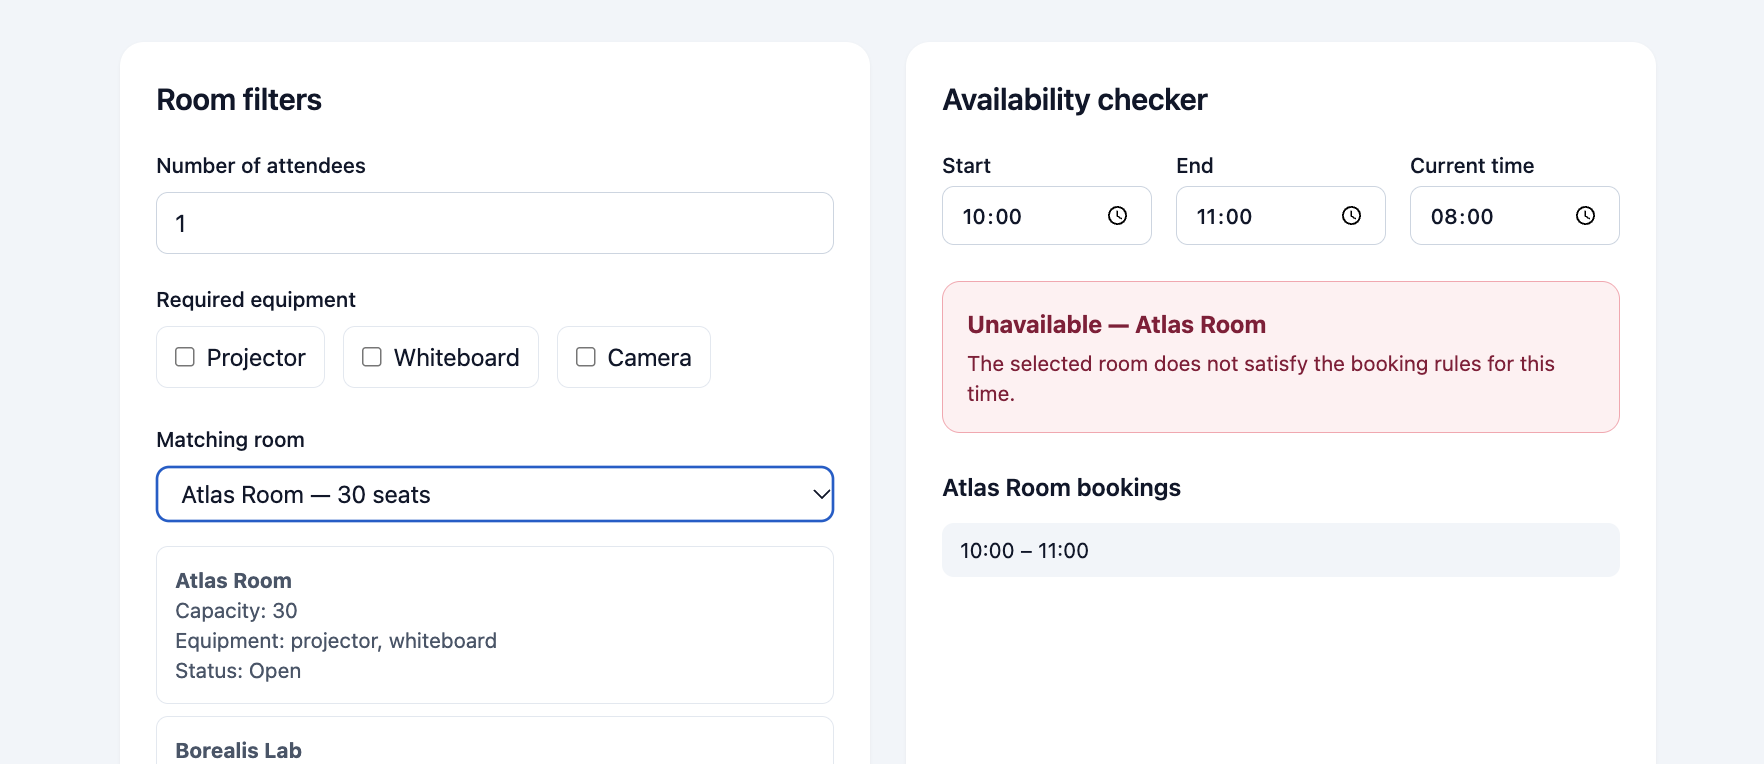 Room filters
Number of attendees
1
Required equipment
Projector
Whiteboard
Camera
Matching room
Atlas Room — 30 seats
Atlas Room
Capacity: 30
Equipment: projector, whiteboard
Status: Open
Borealis Lab
Availability checker
Start
End
Current time
10:00
11:00
08:00
Unavailable — Atlas Room
The selected room does not satisfy the booking rules for this
time.
Atlas Room bookings
10:00 – 11:00